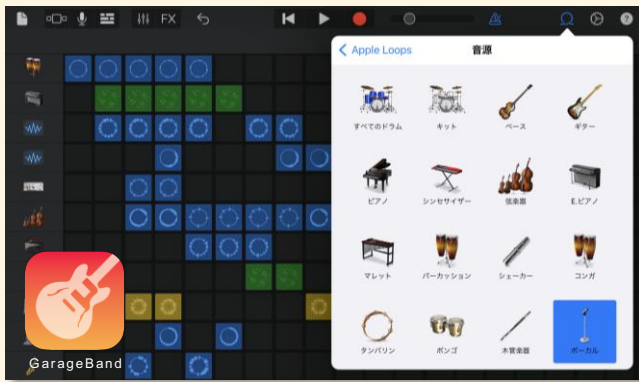 FX
Apple Loops
音源
すべてのドラム
キット
ベース
ギター
ピアノ
シンセサイザー
弦楽器
E.ピアノ
マレット
パーカッション
シェーカー
コンガ
タンバリン
ボンゴ
木管楽器
ボーカル
GarageBand